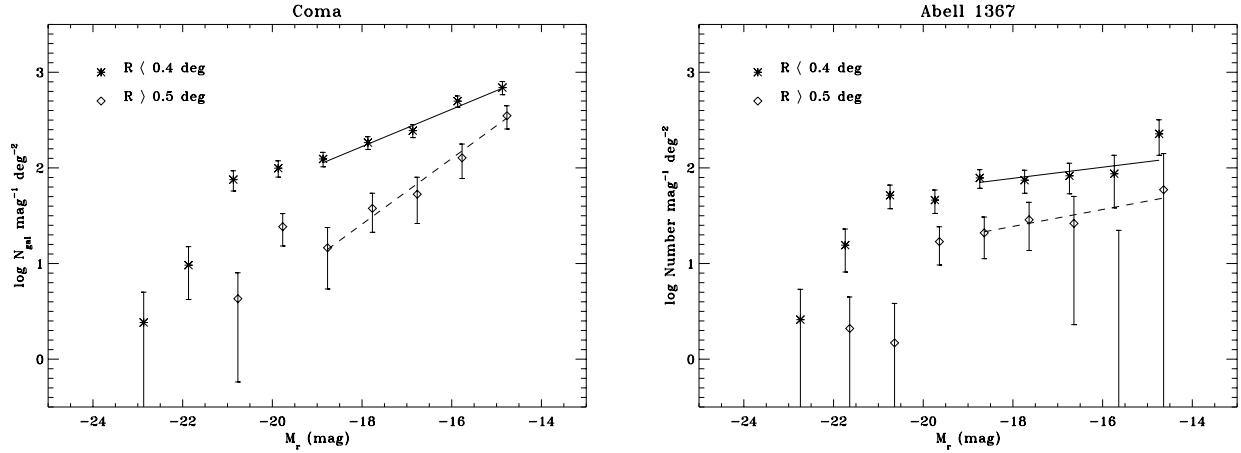 Coma
R ⟨ 0.4 deg
R ⟩ 0.5 deg
log N_gal mag^-1 deg^-2
3
2
1
0
−24
−22
−20
−18
−16
−14
M_r (mag)
Abell 1367
R ⟨ 0.4 deg
R ⟩ 0.5 deg
log Number mag^-1 deg^-2
3
2
1
0
−24
−22
−20
−18
−16
−14
M_r (mag)